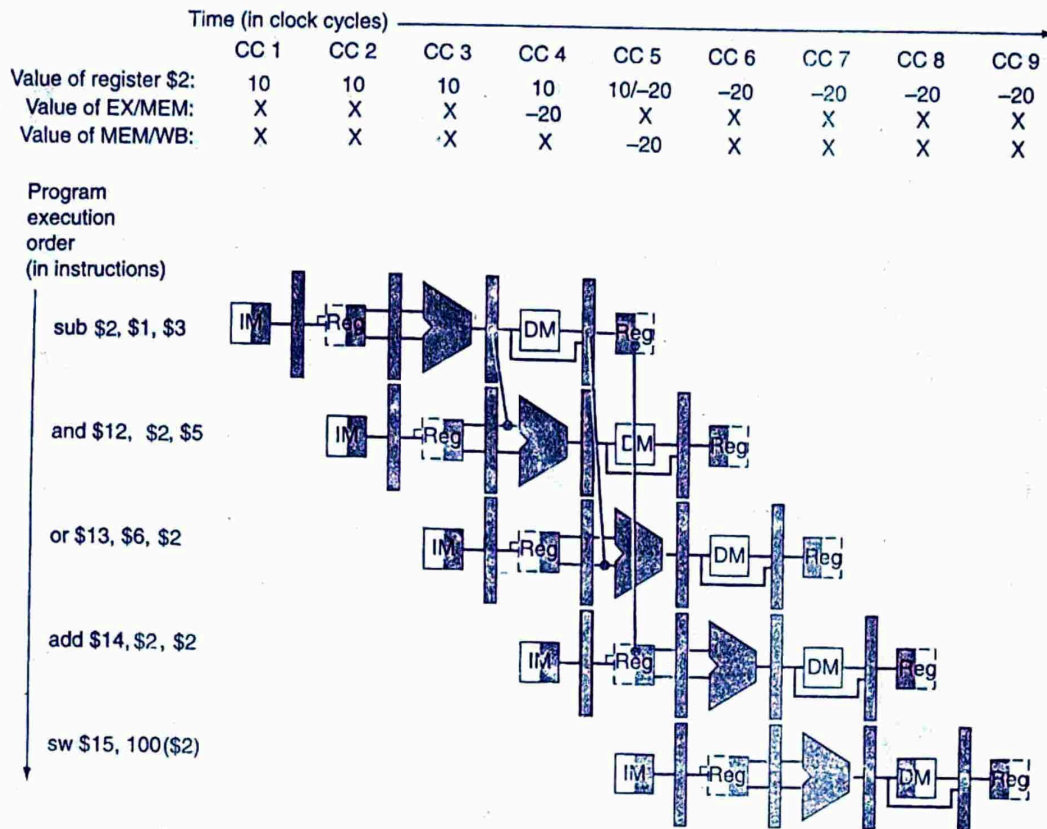 Time (in clock cycles)
CC 1 CC 2 CC 3 CC 4 CC 5 CC 6 CC 7 CC 8 CC 9
Value of register $2: 10 10 10 10 10/–20 –20 –20 –20 –20
Value of EX/MEM: X X X –20 X X X X X
Value of MEM/WB: X X X X –20 X X X X
Program
execution
order
(in instructions)
sub $2, $1, $3
IM Reg DM Reg
and $12, $2, $5
IM Reg DM Reg
or $13, $6, $2
IM Reg DM Reg
add $14, $2, $2
IM Reg DM Reg
sw $15, 100($2)
IM Reg DM Reg